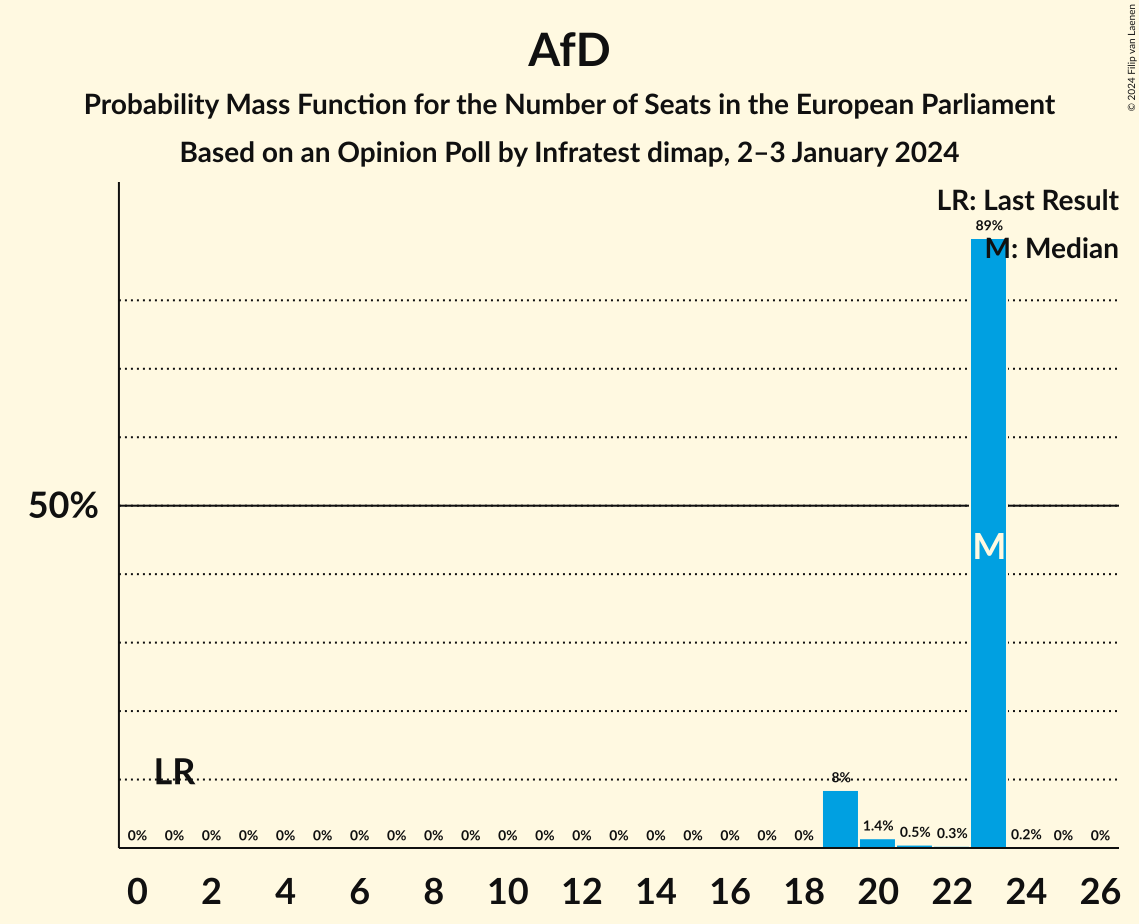 AfD
Probability Mass Function for the Number of Seats in the European Parliament
Based on an Opinion Poll by Infratest dimap, 2–3 January 2024
© 2024 Filip van Laenen
LR: Last Result
M: Median
89%
50%
M
LR
8%
0% 0% 0% 0% 0% 0% 0% 0% 0% 0% 0% 0% 0% 0% 0% 0% 0% 0% 0% 1.4% 0.5% 0.3% 0.2% 0% 0%
0 2 4 6 8 10 12 14 16 18 20 22 24 26